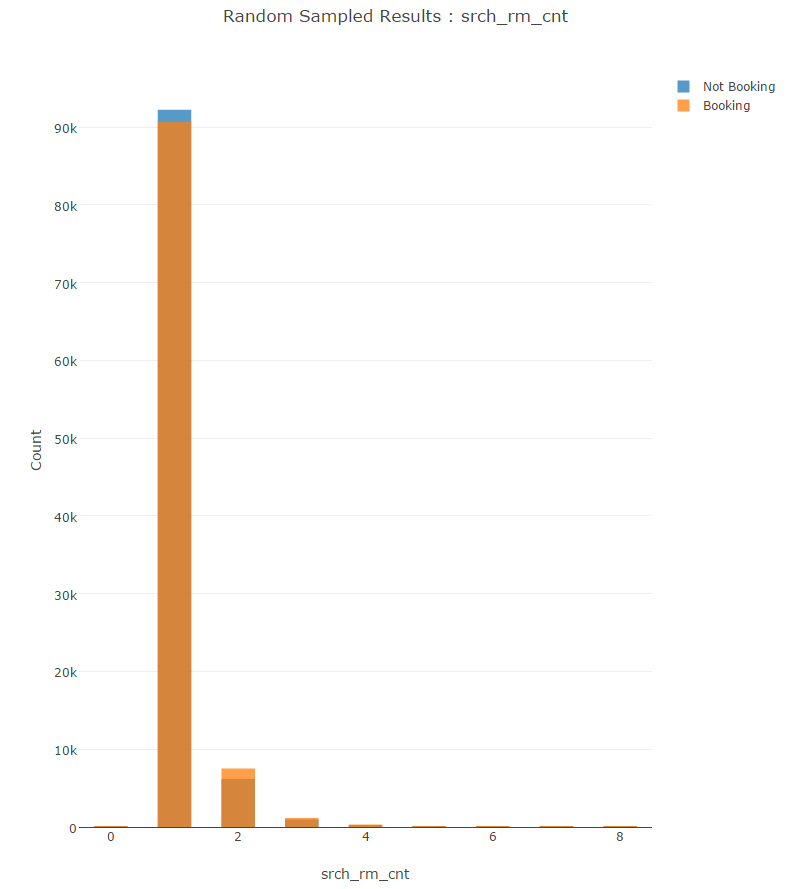 Random Sampled Results : srch_rm_cnt
Not Booking
Booking
90k
80k
70k
60k
50k
40k
30k
20k
10k
0
Count
0 2 4 6 8
srch_rm_cnt